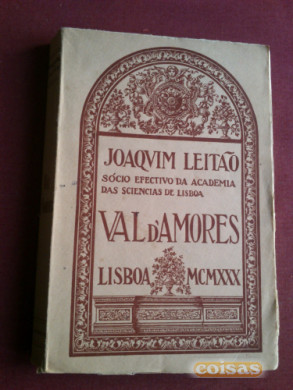 JOAQVIM LEITÃO
SÓCIO EFECTIVO DA ACADEMIA
DAS SCIENCIAS DE LISBOA
VAL D'AMORES
LISBOA MCMXXX
coisas